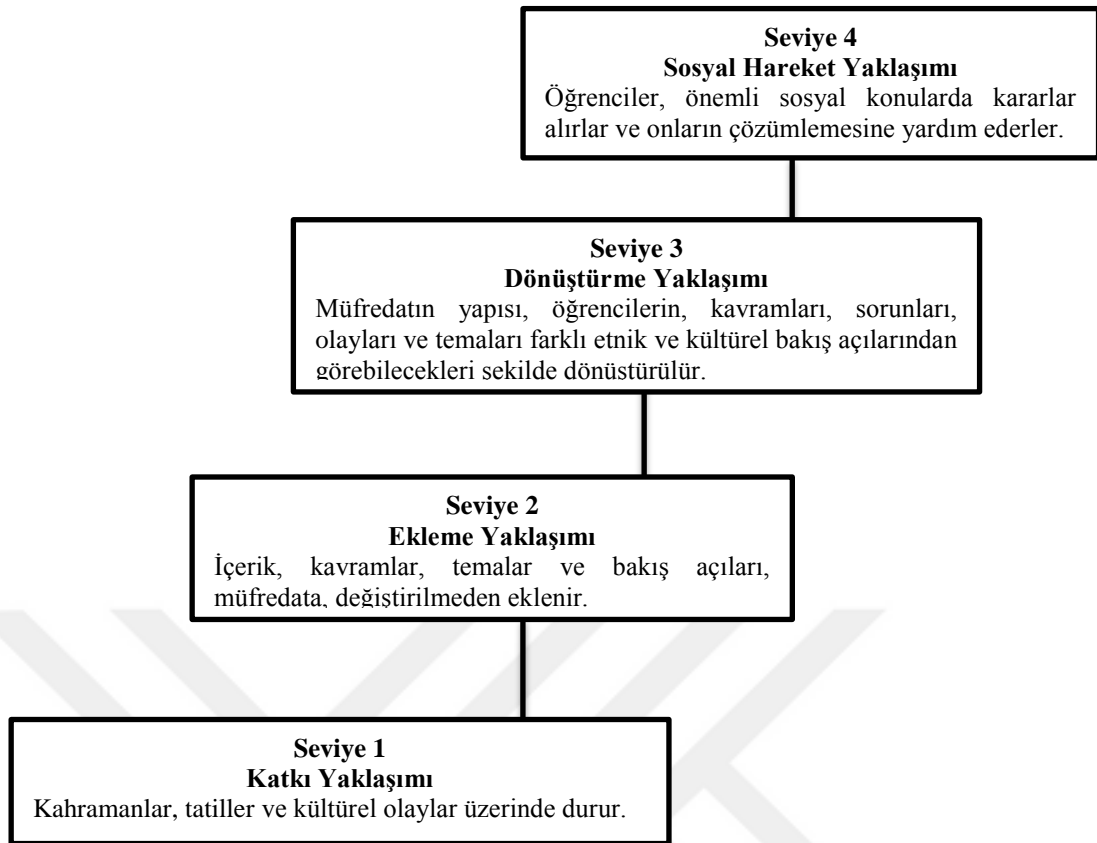 Seviye 4
Sosyal Hareket Yaklaşımı
Öğrenciler, önemli sosyal konularda kararlar
alırlar ve onların çözümlemesine yardım ederler.
Seviye 3
Dönüştürme Yaklaşımı
Müfredatın yapısı, öğrencilerin, kavramları, sorunları,
olayları ve temaları farklı etnik ve kültürel bakış açılarından
görebilecekleri şekilde dönüştürülür.
Seviye 2
Ekleme Yaklaşımı
İçerik, kavramlar, temalar ve bakış açıları,
müfredata, değiştirilmeden eklenir.
Seviye 1
Katkı Yaklaşımı
Kahramanlar, tatiller ve kültürel olaylar üzerinde durur.